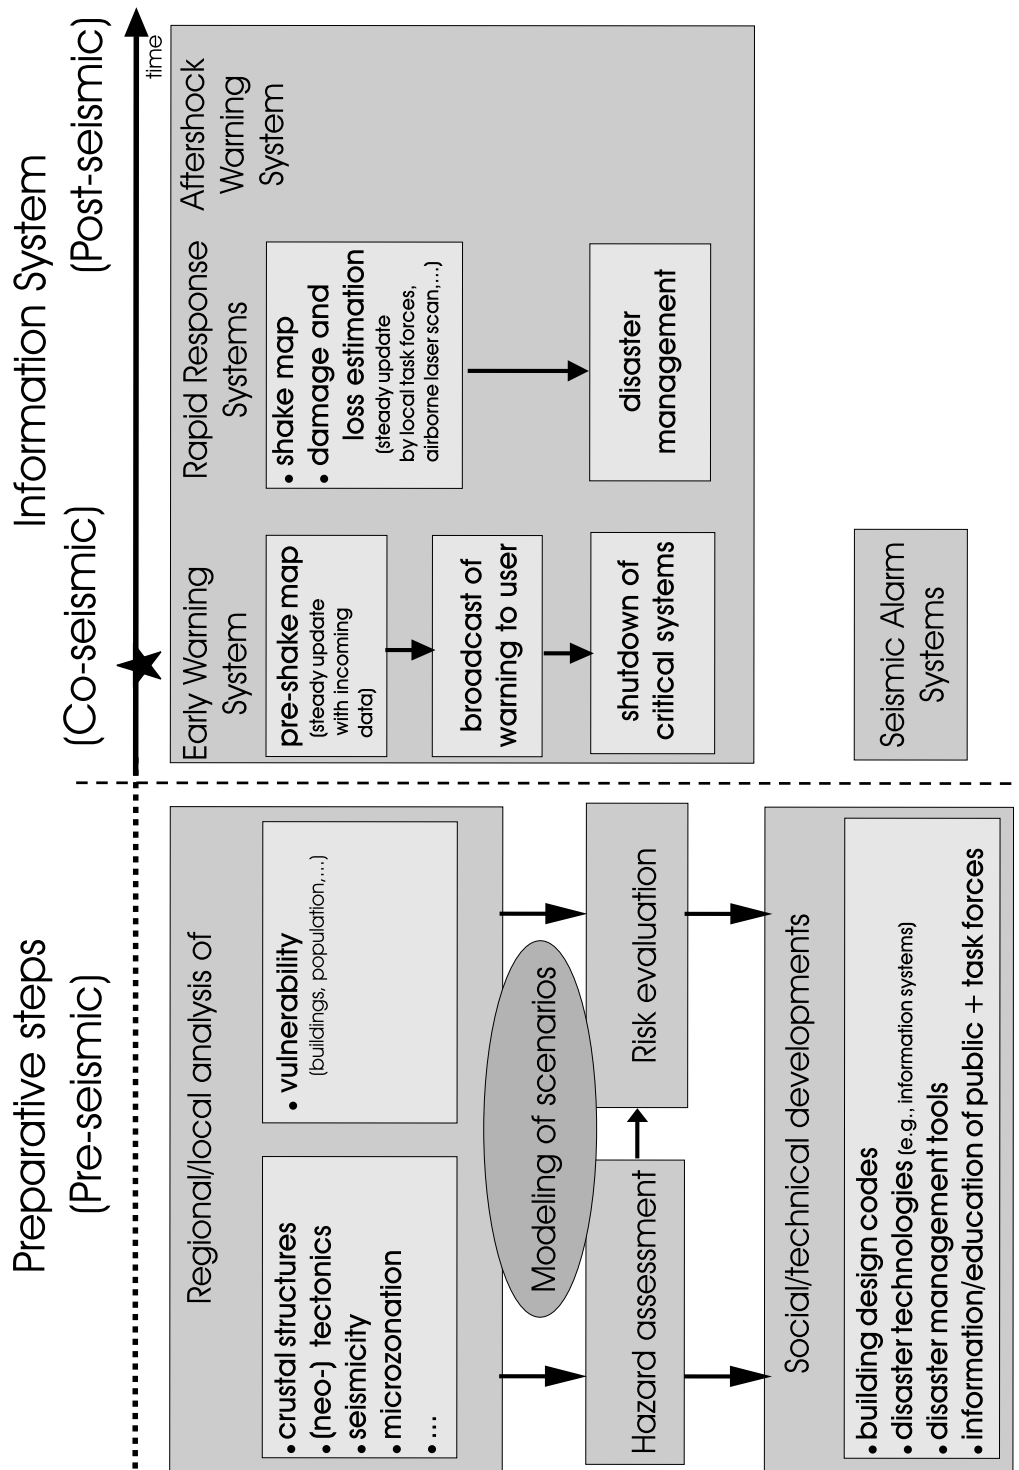 Preparative steps
(Pre-seismic)
Information System
(Co-seismic)
(Post-seismic)
time
Regional/local analysis of
• crustal structures
• (neo-) tectonics
• seismicity
• microzonation
• ...
• vulnerability
(buildings, population,...)
Modeling of scenarios
Hazard assessment
Risk evaluation
Social/technical developments
• building design codes
• disaster technologies (e.g., information systems)
• disaster management tools
• information/education of public + task forces
Early Warning
System
pre-shake map
(steady update
with incoming
data)
broadcast of
warning to user
shutdown of
critical systems
Rapid Response
Systems
• shake map
• damage and
loss estimation
(steady update
by local task forces,
airborne laser scan,...)
disaster
management
Aftershock
Warning
System
Seismic Alarm
Systems